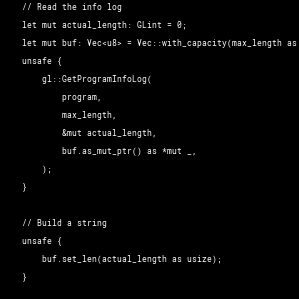 // Read the info log
let mut actual_length: GLint = 0;
let mut buf: Vec<u8> = Vec::with_capacity(max_length as
unsafe {
gl::GetProgramInfoLog(
program,
max_length,
&mut actual_length,
buf.as_mut_ptr() as *mut _,
);
}
// Build a string
unsafe {
buf.set_len(actual_length as usize);
}